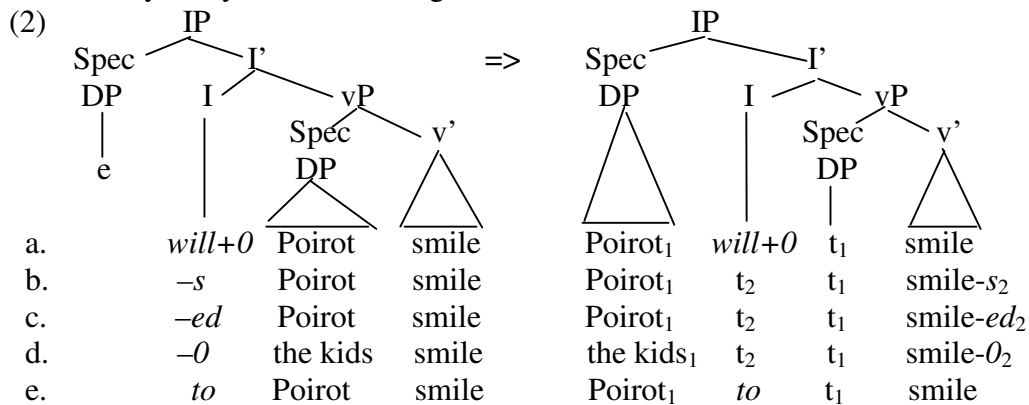 (2) IP IP
Spec I’ => Spec I’
DP I vP DP I vP
Spec v’ Spec v’
e DP DP
a. will+0 Poirot smile Poirot₁ will+0 t₁ smile
b. –s Poirot smile Poirot₁ t₂ t₁ smile-s₂
c. –ed Poirot smile Poirot₁ t₂ t₁ smile-ed₂
d. –0 the kids smile the kids₁ t₂ t₁ smile-0₂
e. to Poirot smile Poirot₁ to t₁ smile